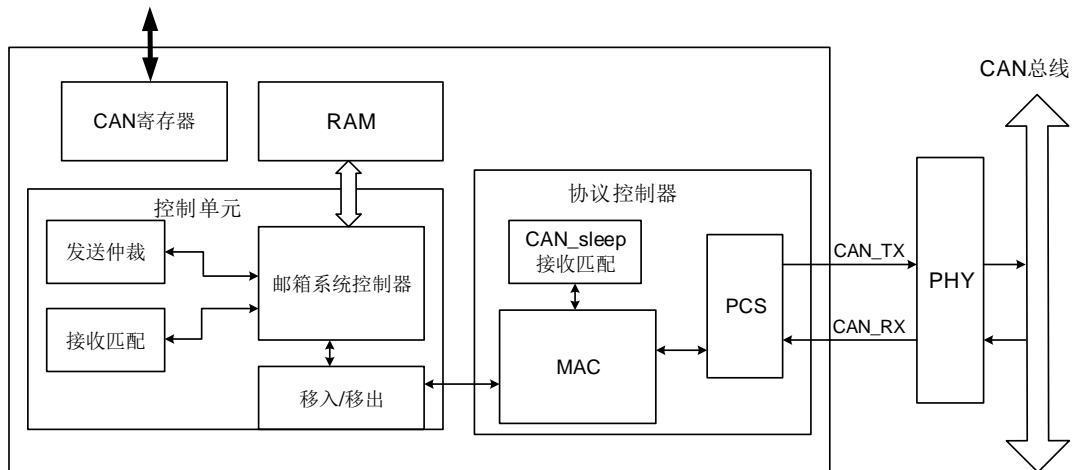 CAN总线
CAN寄存器
RAM
控制单元
发送仲裁
邮箱系统控制器
接收匹配
移入/移出
协议控制器
CAN_sleep
接收匹配
MAC
PCS
CAN_TX
CAN_RX
PHY